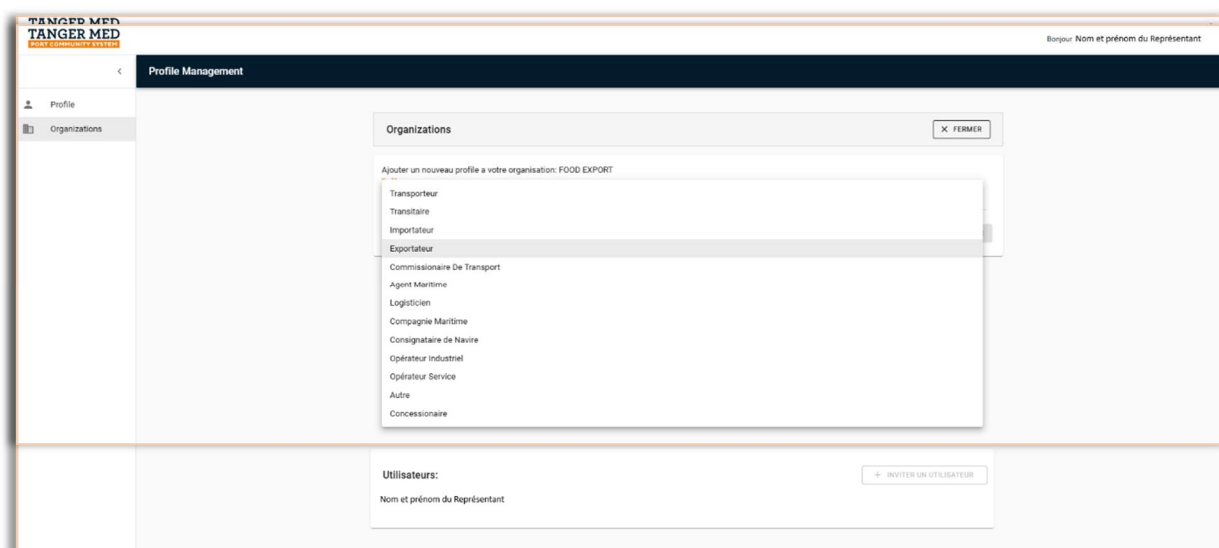 TANGER MED
TANGER MED
PORT COMMUNITY SYSTEM
Bonjour Nom et prénom du Représentant
Profile Management
Profile
Organizations
Organizations
X FERMER
Ajouter un nouveau profile a votre organisation: FOOD EXPORT
Transporteur
Transitaire
Importateur
Exportateur
Commissionaire De Transport
Agent Maritime
Logisticien
Compagnie Maritime
Consignataire de Navire
Opérateur Industriel
Opérateur Service
Autre
Concessionaire
Utilisateurs:
+ INVITER UN UTILISATEUR
Nom et prénom du Représentant